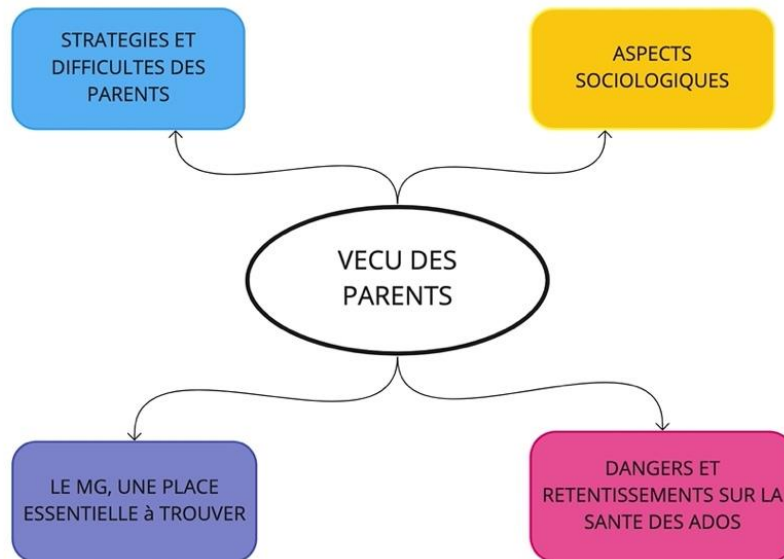 STRATEGIES ET
DIFFICULTES DES
PARENTS
ASPECTS
SOCIOLOGIQUES
VECU DES
PARENTS
LE MG, UNE PLACE
ESSENTIELLE à TROUVER
DANGERS ET
RETENTISSEMENTS SUR LA
SANTE DES ADOS